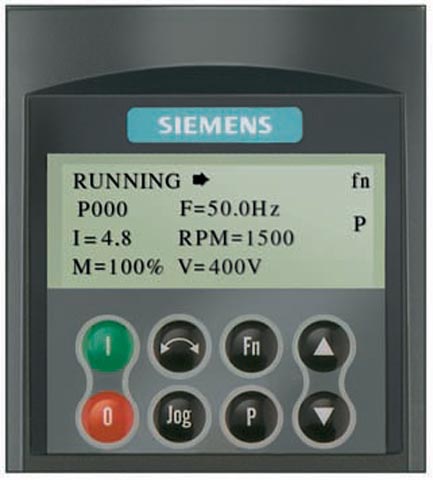 SIEMENS
RUNNING ➨ fn
P000 F=50.0Hz
P
I=4.8 RPM=1500
M=100% V=400V
I Fn
0 Jog P